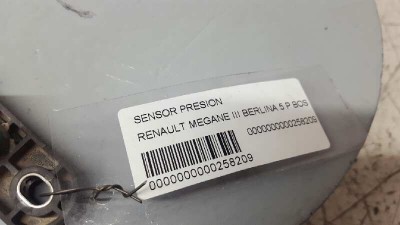 SENSOR PRESION
RENAULT MEGANE III BERLINA 5 P BOS
0000000000258209
0000000000258209